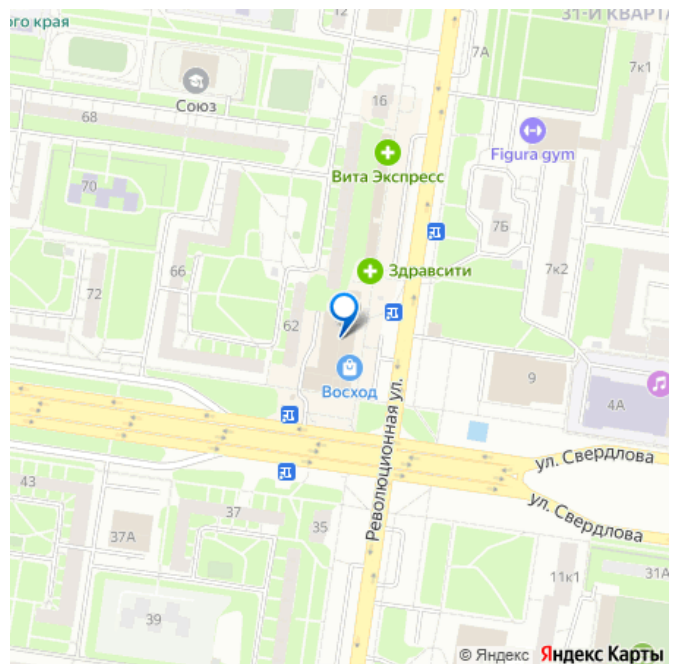 ого края
12
31-Й КВАРТА
7А
7к1
Союз
16
68
Figura gym
Вита Экспресс
70
7Б
66
Здравсити
7к2
72
62
9
Восход
4А
Революционная ул.
ул. Свердлова
ул. Свердлова
43
37
35
37А
11к1
31А
39
© Яндекс Яндекс Карты